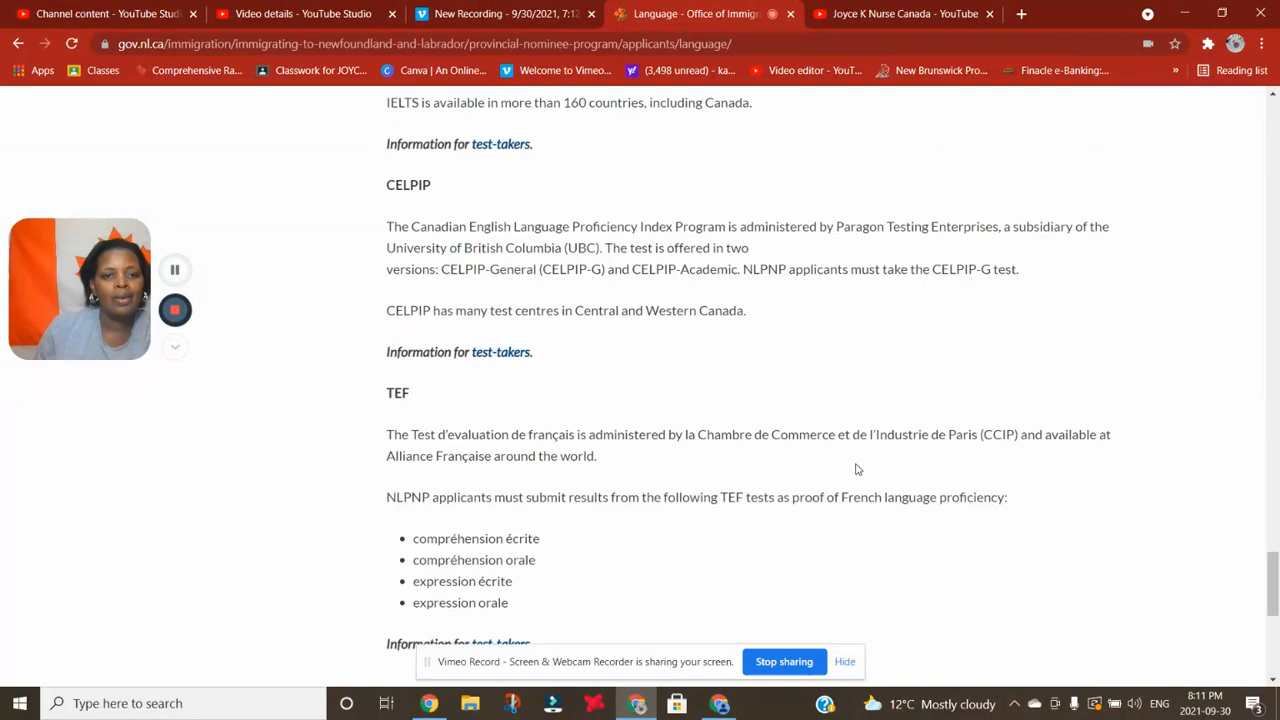 Channel content - YouTube Studi
Video details - YouTube Studio
New Recording - 9/30/2021, 7:12
Language - Office of Immigr
Joyce K Nurse Canada - YouTube
gov.nl.ca/immigration/immigrating-to-newfoundland-and-labrador/provincial-nominee-program/applicants/language/
Apps
Classes
Comprehensive Ra...
Classwork for JOYC...
Canva | An Online...
Welcome to Vimeo...
(3,498 unread) - ka...
Video editor - YouT...
New Brunswick Pro...
Finacle e-Banking:...
»
Reading list
IELTS is available in more than 160 countries, including Canada.
Information for test-takers.
CELPIP
The Canadian English Language Proficiency Index Program is administered by Paragon Testing Enterprises, a subsidiary of the
University of British Columbia (UBC). The test is offered in two
versions: CELPIP-General (CELPIP-G) and CELPIP-Academic. NLPNP applicants must take the CELPIP-G test.
CELPIP has many test centres in Central and Western Canada.
Information for test-takers.
TEF
The Test d'evaluation de français is administered by la Chambre de Commerce et de l'Industrie de Paris (CCIP) and available at
Alliance Française around the world.
NLPNP applicants must submit results from the following TEF tests as proof of French language proficiency:
• compréhension écrite
• compréhension orale
• expression écrite
• expression orale
Information for test-takers
Vimeo Record - Screen & Webcam Recorder is sharing your screen.
Stop sharing
Hide
Type here to search
12°C Mostly cloudy
ENG
8:11 PM
2021-09-30
3